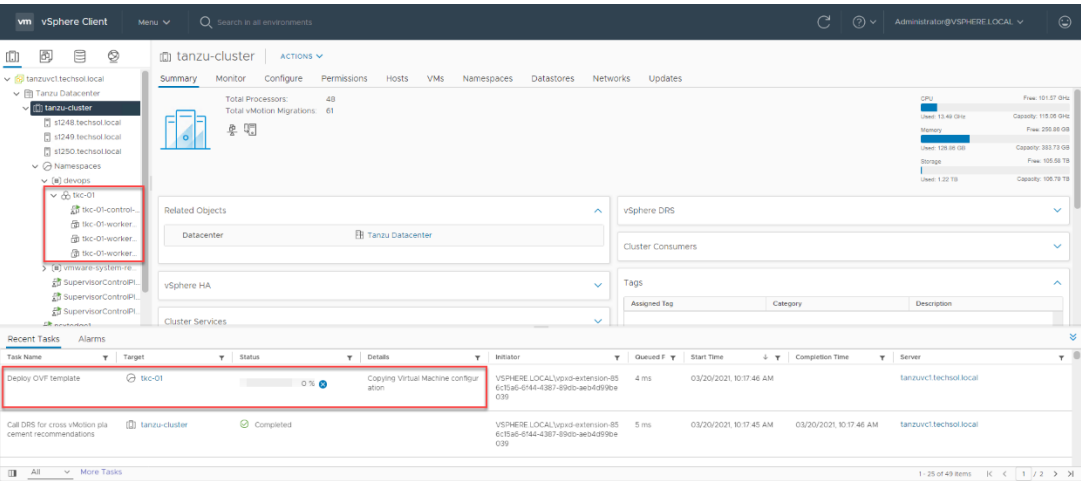 vm vSphere Client Menu Search in all environments Administrator@VSPHERE.LOCAL
tanzu-cluster ACTIONS
Summary Monitor Configure Permissions Hosts VMs Namespaces Datastores Networks Updates
tanzuvc1.techsol.local
Tanzu Datacenter
tanzu-cluster
s1248.techsol.local
s1249.techsol.local
s1250.techsol.local
Namespaces
devops
tkc-01
tkc-01-control-...
tkc-01-worker...
tkc-01-worker...
tkc-01-worker...
vmware-system-re...
SupervisorControlPl...
SupervisorControlPl...
SupervisorControlPl...
Total Processors: 48
Total vMotion Migrations: 61
CPU Free: 101.57 GHz
Used: 13.49 GHz Capacity: 115.06 GHz
Memory
Used: 128.86 GB Capacity: 383.73 GB
Storage Free: 105.58 TB
Used: 1.22 TB Capacity: 106.79 TB
Related Objects
Datacenter Tanzu Datacenter
vSphere HA
Cluster Services
vSphere DRS
Cluster Consumers
Tags
Assigned Tag Category Description
Recent Tasks Alarms
Task Name Target Status Details Initiator Queued F Start Time Completion Time Server
Deploy OVF template tkc-01 0 % Copying Virtual Machine configur VSPHERE.LOCAL\vpxd-extension-85 4 ms 03/20/2021, 10:17:46 AM tanzuvc1.techsol.local
ation 6c15a6-6f44-4387-89db-aeb4d99be
039
Call DRS for cross vMotion pla tanzu-cluster Completed VSPHERE.LOCAL\vpxd-extension-85 5 ms 03/20/2021, 10:17:45 AM 03/20/2021, 10:17:46 AM tanzuvc1.techsol.local
cement recommendations 6c15a6-6f44-4387-89db-aeb4d99be
039
All More Tasks 1 - 25 of 49 items 1 / 2